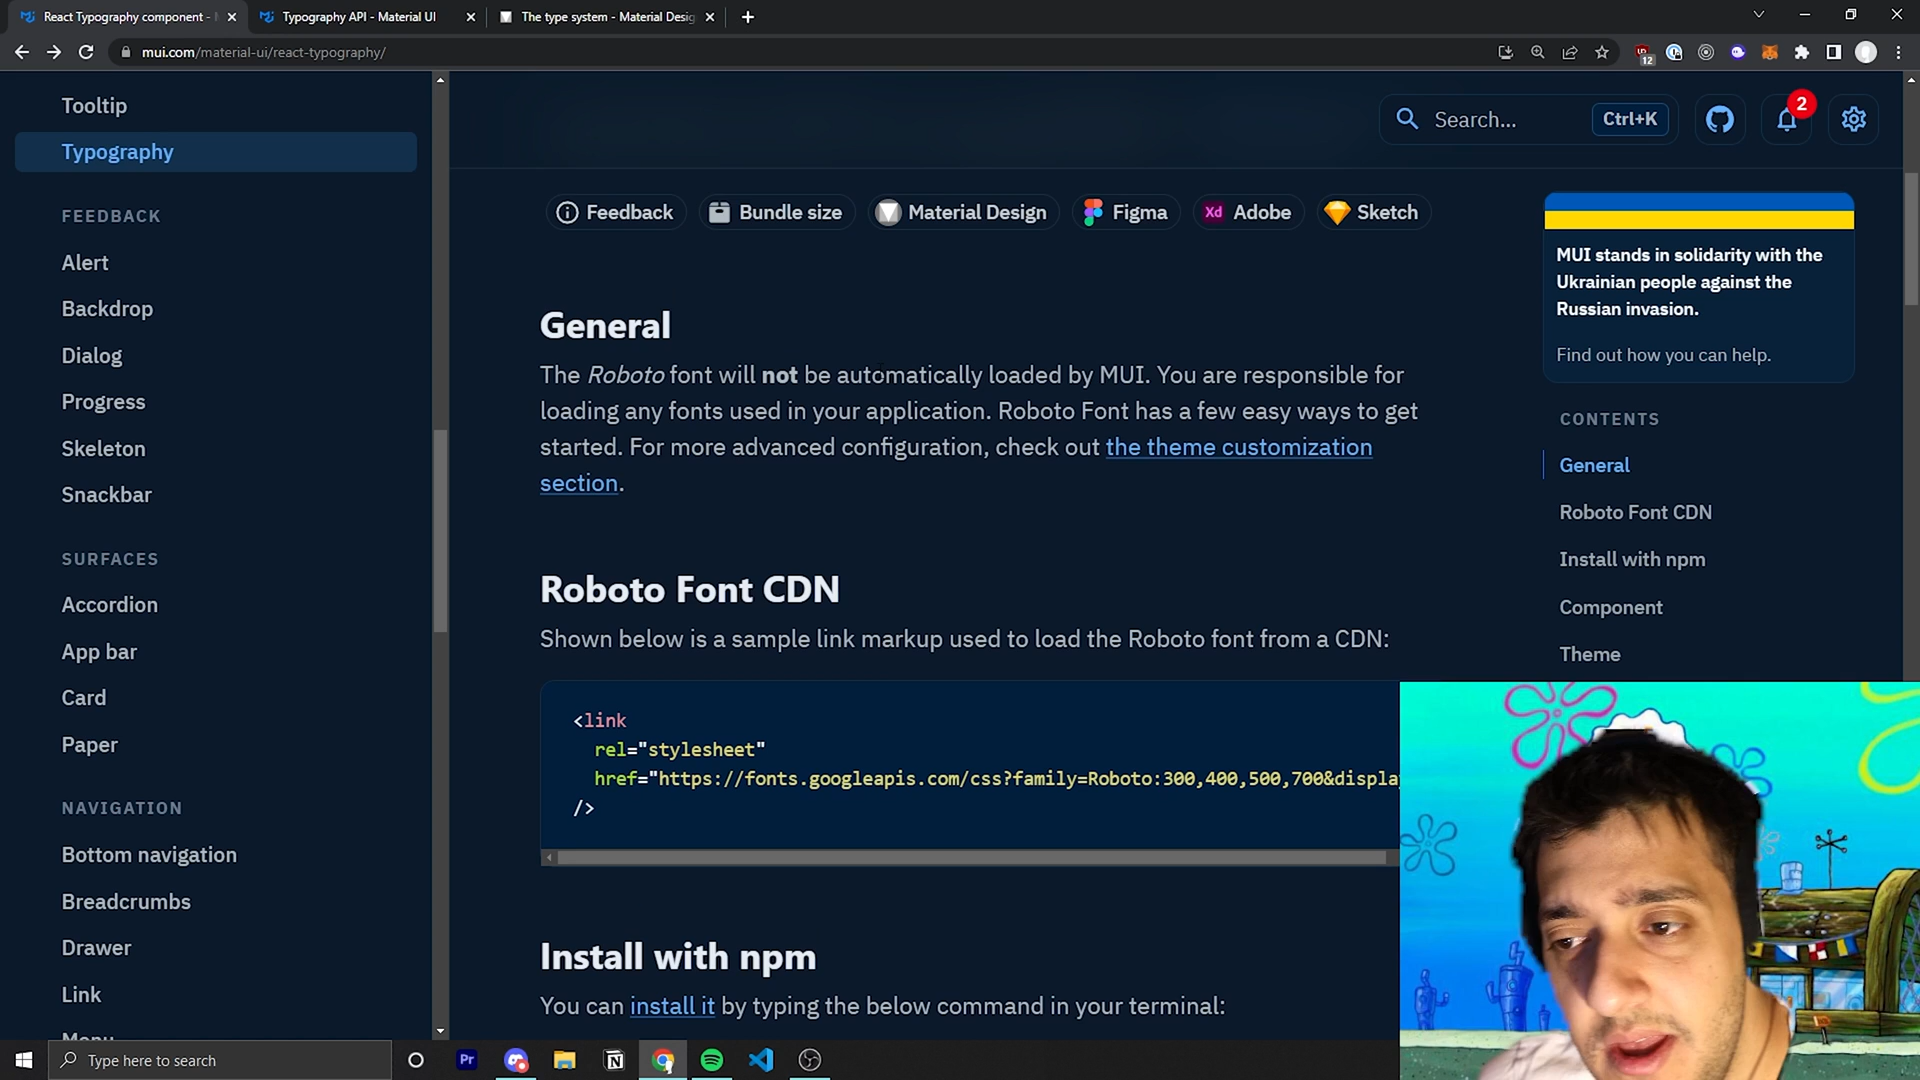 React Typography component -
Typography API - Material UI
The type system - Material Desig
mui.com/material-ui/react-typography/
12
Tooltip
Typography
FEEDBACK
Alert
Backdrop
Dialog
Progress
Skeleton
Snackbar
SURFACES
Accordion
App bar
Card
Paper
NAVIGATION
Bottom navigation
Breadcrumbs
Drawer
Link
Menu
Search...
Ctrl+K
2
Feedback
Bundle size
Material Design
Figma
Xd Adobe
Sketch
General
The Roboto font will not be automatically loaded by MUI. You are responsible for
loading any fonts used in your application. Roboto Font has a few easy ways to get
started. For more advanced configuration, check out the theme customization
section.
Roboto Font CDN
Shown below is a sample link markup used to load the Roboto font from a CDN:
<link
rel="stylesheet"
href="https://fonts.googleapis.com/css?family=Roboto:300,400,500,700&displa
/>
Install with npm
You can install it by typing the below command in your terminal:
MUI stands in solidarity with the
Ukrainian people against the
Russian invasion.
Find out how you can help.
CONTENTS
General
Roboto Font CDN
Install with npm
Component
Theme
Type here to search
Pr